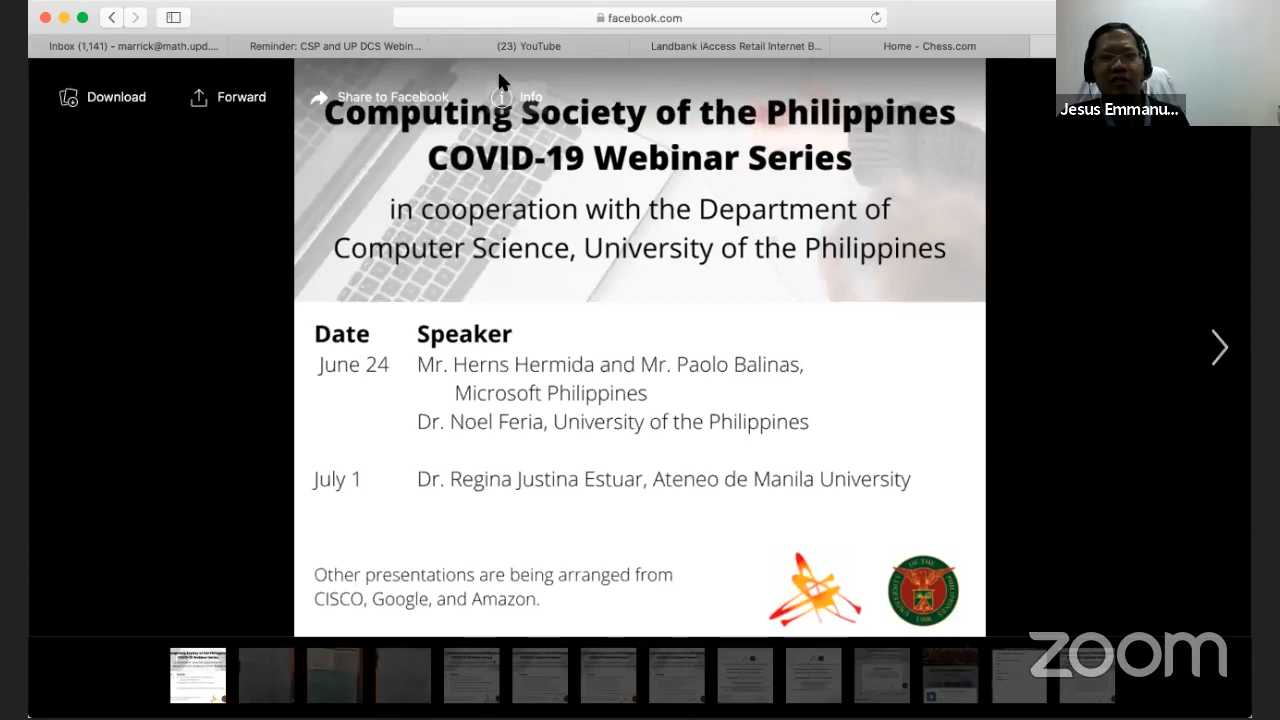 facebook.com
Inbox (1,141) – marrick@math.upd....
Reminder: CSP and UP DCS Webin...
(23) YouTube
Landbank iAccess Retail Internet B...
Home - Chess.com
Jesus Emmanu...
Download
Forward
Share to Facebook
Info
Computing Society of the Philippines
COVID-19 Webinar Series
in cooperation with the Department of
Computer Science, University of the Philippines
Date Speaker
June 24 Mr. Herns Hermida and Mr. Paolo Balinas,
Microsoft Philippines
Dr. Noel Feria, University of the Philippines
July 1 Dr. Regina Justina Estuar, Ateneo de Manila University
Other presentations are being arranged from
CISCO, Google, and Amazon.
zoom